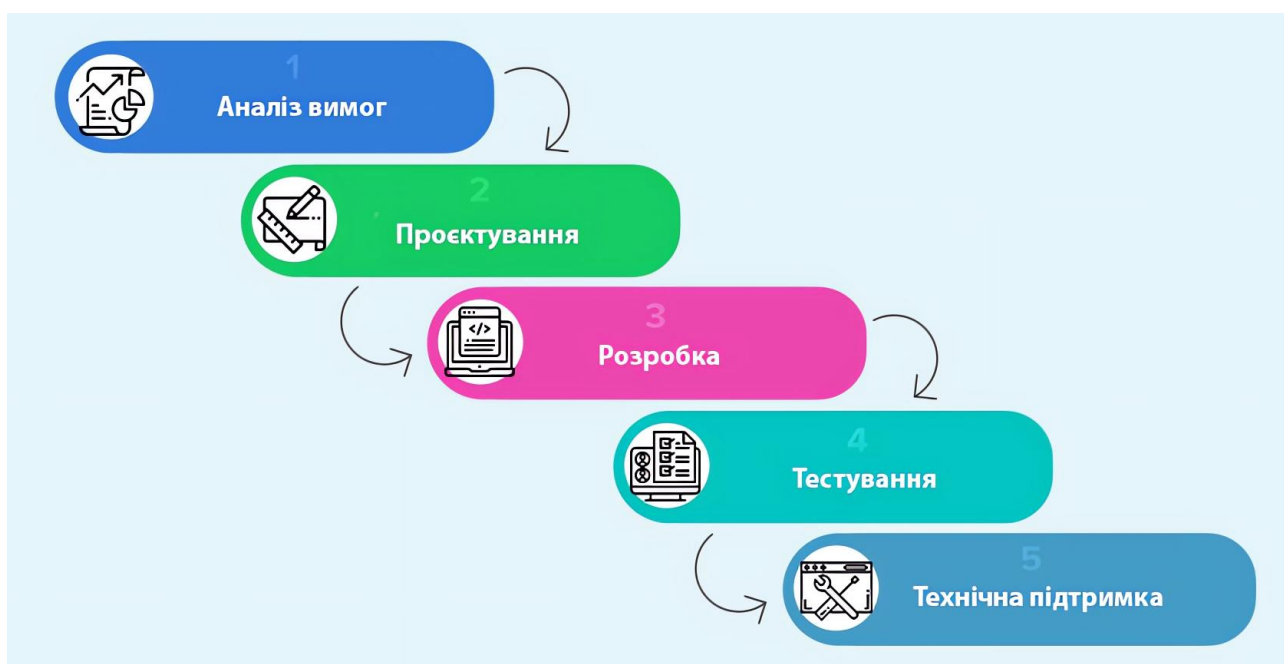 1
Аналіз вимог
2
Проєктування
3
Розробка
4
Тестування
5
Технічна підтримка